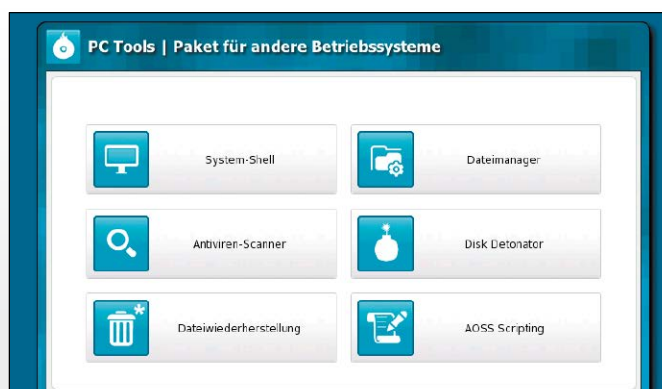 PC Tools | Paket für andere Betriebssysteme
System-Shell
Dateimanager
Antiviren-Scanner
Disk Detonator
Dateiwiederherstellung
AOSS Scripting